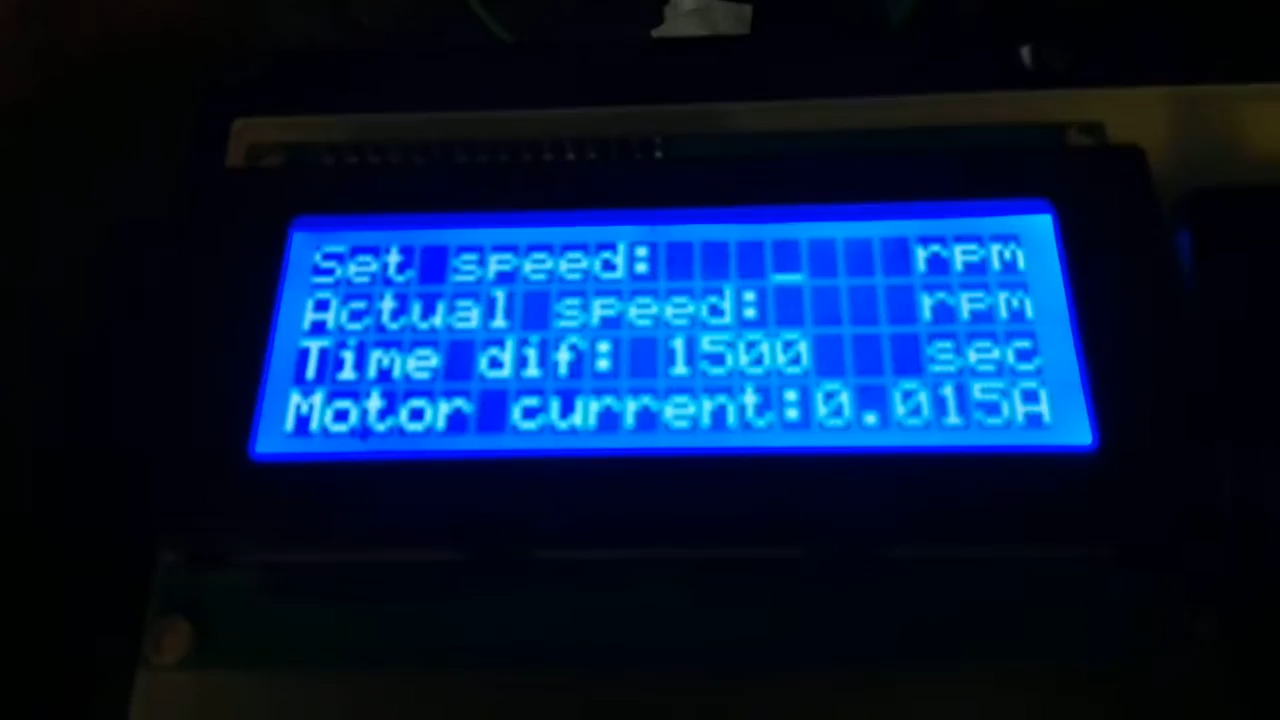 Set speed: _ rpm
Actual speed: rpm
Time dif: 1500 sec
Motor current:0.015A